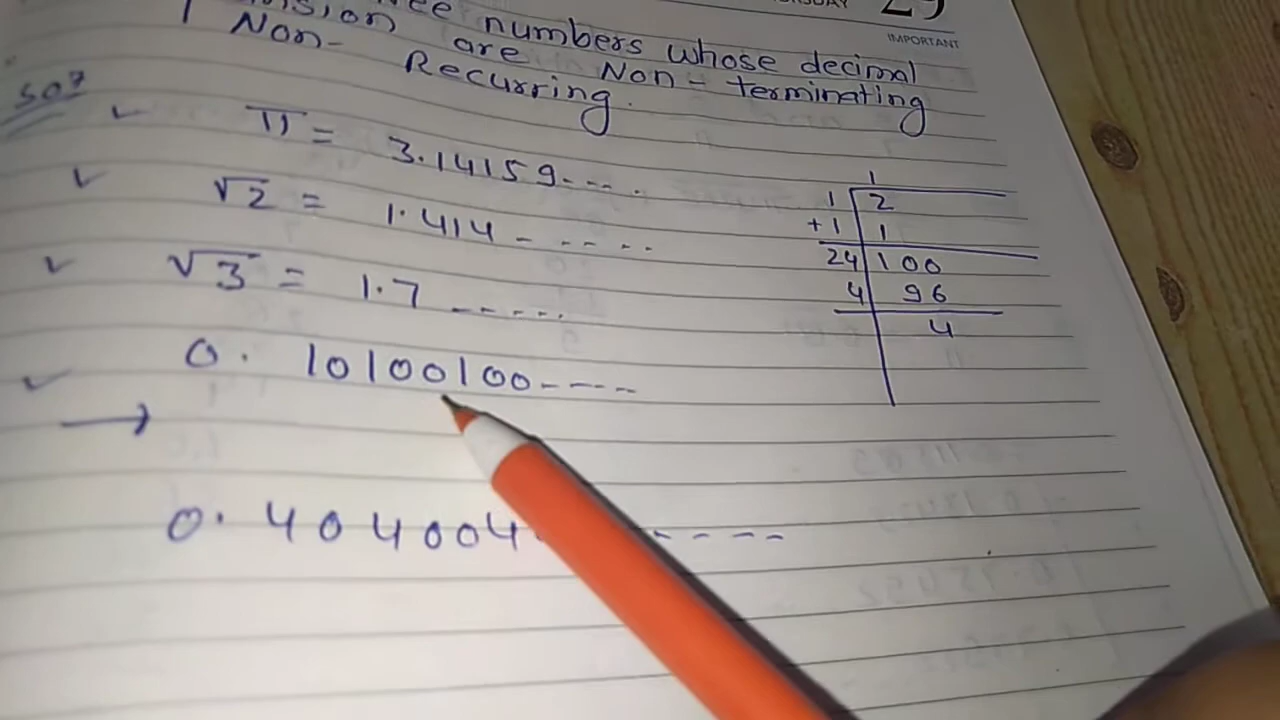 numbers whose decimal
are Non-terminating
Non-
Recurring.
IMPORTANT
π = 3.14159---.
√2 = 1.414 - - - - - -
√3 = 1.7 - - - - - -
0. 10100100----
0. 404004 - - - -
1
1 2
+1 1
24 100
4 96
4